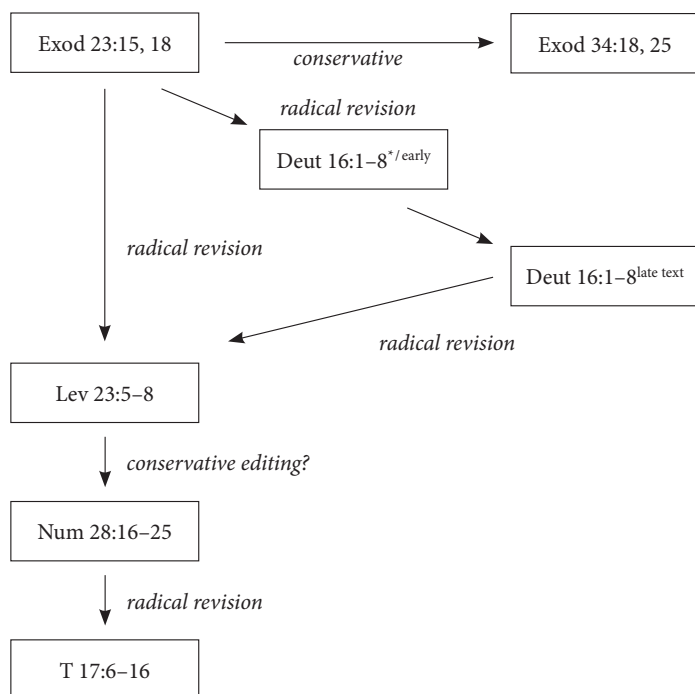 Exod 23:15, 18
Exod 34:18, 25
conservative
radical revision
Deut 16:1–8*/early
radical revision
Deut 16:1–8late text
radical revision
Lev 23:5–8
conservative editing?
Num 28:16–25
radical revision
T 17:6–16